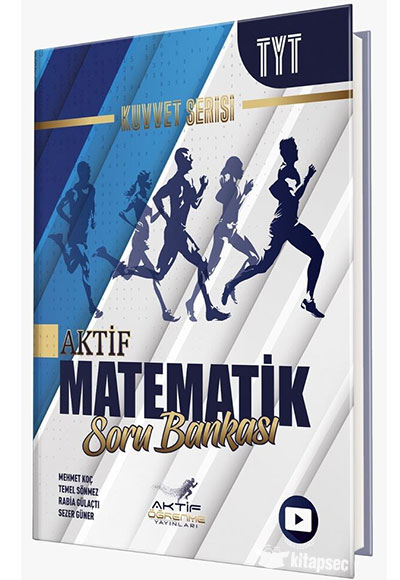 TYT
KUVVET SERİSİ
AKTİF
MATEMATİK
Soru Bankası
MEHMET KOÇ
TEMEL SÖNMEZ
RABİA GÜLAÇTI
SEZER GÜNER
AKTİF
ÖĞRENME
YAYINLARI
kitapsec